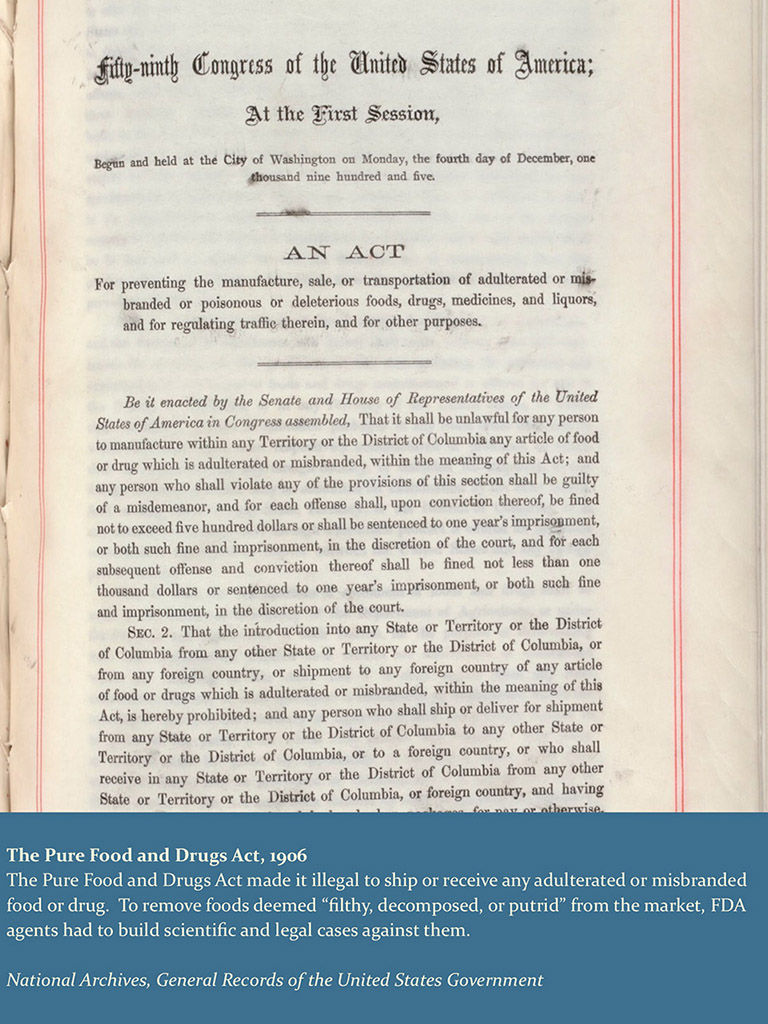 Fifty-ninth Congress of the United States of America;
At the First Session,
Begun and held at the City of Washington on Monday, the fourth day of December, one
thousand nine hundred and five.
AN ACT
For preventing the manufacture, sale, or transportation of adulterated or mis-
branded or poisonous or deleterious foods, drugs, medicines, and liquors,
and for regulating traffic therein, and for other purposes.
Be it enacted by the Senate and House of Representatives of the United
States of America in Congress assembled, That it shall be unlawful for any person
to manufacture within any Territory or the District of Columbia any article of food
or drug which is adulterated or misbranded, within the meaning of this Act; and
any person who shall violate any of the provisions of this section shall be guilty
of a misdemeanor, and for each offense shall, upon conviction thereof, be fined
not to exceed five hundred dollars or shall be sentenced to one year's imprisonment,
or both such fine and imprisonment, in the discretion of the court, and for each
subsequent offense and conviction thereof shall be fined not less than one
thousand dollars or sentenced to one year's imprisonment, or both such fine
and imprisonment, in the discretion of the court.
SEC. 2. That the introduction into any State or Territory or the District
of Columbia from any other State or Territory or the District of Columbia, or
from any foreign country, or shipment to any foreign country of any article
of food or drugs which is adulterated or misbranded, within the meaning of this
Act, is hereby prohibited; and any person who shall ship or deliver for shipment
from any State or Territory or the District of Columbia to any other State or
Territory or the District of Columbia, or to a foreign country, or who shall
receive in any State or Territory or the District of Columbia from any other
State or Territory or the District of Columbia, or foreign country, and having
for pay or otherwise,
The Pure Food and Drugs Act, 1906
The Pure Food and Drugs Act made it illegal to ship or receive any adulterated or misbranded
food or drug. To remove foods deemed “filthy, decomposed, or putrid” from the market, FDA
agents had to build scientific and legal cases against them.
National Archives, General Records of the United States Government